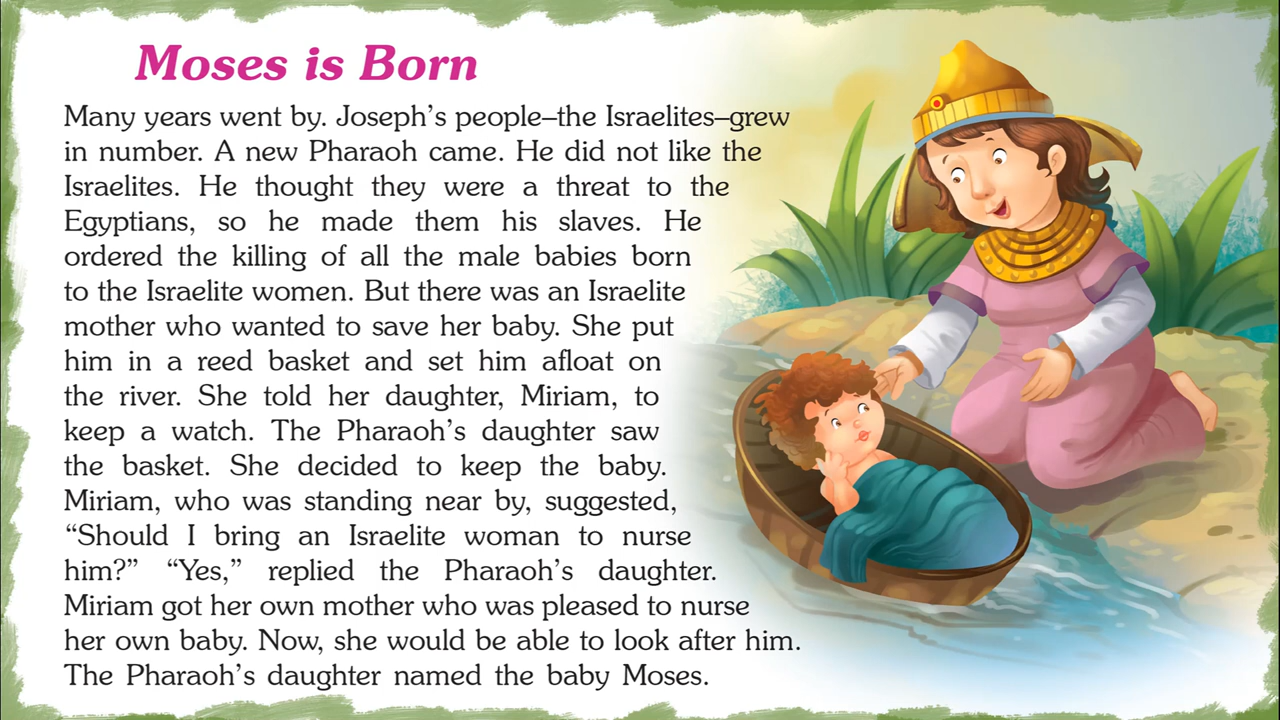 Moses is Born
Many years went by. Joseph’s people–the Israelites–grew
in number. A new Pharaoh came. He did not like the
Israelites. He thought they were a threat to the
Egyptians, so he made them his slaves. He
ordered the killing of all the male babies born
to the Israelite women. But there was an Israelite
mother who wanted to save her baby. She put
him in a reed basket and set him afloat on
the river. She told her daughter, Miriam, to
keep a watch. The Pharaoh’s daughter saw
the basket. She decided to keep the baby.
Miriam, who was standing near by, suggested,
“Should I bring an Israelite woman to nurse
him?” “Yes,” replied the Pharaoh’s daughter.
Miriam got her own mother who was pleased to nurse
her own baby. Now, she would be able to look after him.
The Pharaoh’s daughter named the baby Moses.